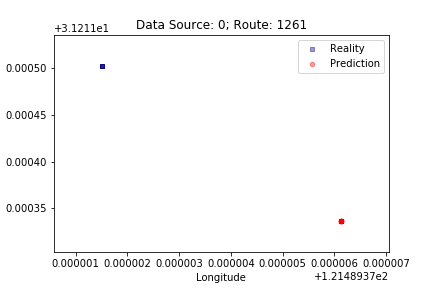 Data Source: 0; Route: 1261
+3.1211e1
Reality
Prediction
0.00050
0.00045
0.00040
0.00035
0.000001 0.000002 0.000003 0.000004 0.000005 0.000006 0.000007
Longitude
+1.2148937e2